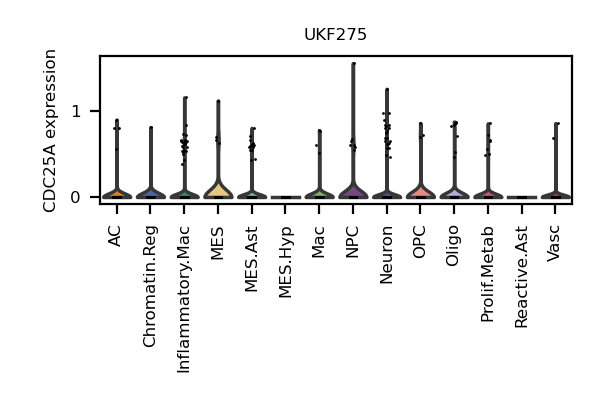 UKF275
CDC25A expression
1
0
AC
Chromatin.Reg
Inflammatory.Mac
MES
MES.Ast
MES.Hyp
Mac
NPC
Neuron
OPC
Oligo
Prolif.Metab
Reactive.Ast
Vasc